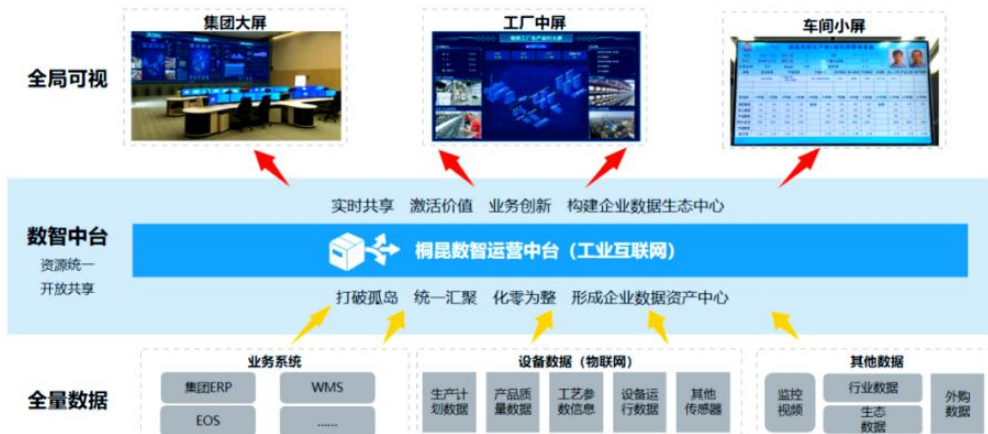 集团大屏
工厂中屏
车间小屏
全局可视
实时共享 激活价值 业务创新 构建企业数据生态中心
数智中台
资源统一
开放共享
桐昆数智运营中台（工业互联网）
打破孤岛 统一汇聚 化零为整 形成企业数据资产中心
全量数据
业务系统
集团ERP
WMS
EOS
......
设备数据（物联网）
生产计
划数据
产品质
量数据
工艺参
数信息
设备运
行数据
其他
传感器
其他数据
监控
视频
行业数据
生态
数据
外购
数据